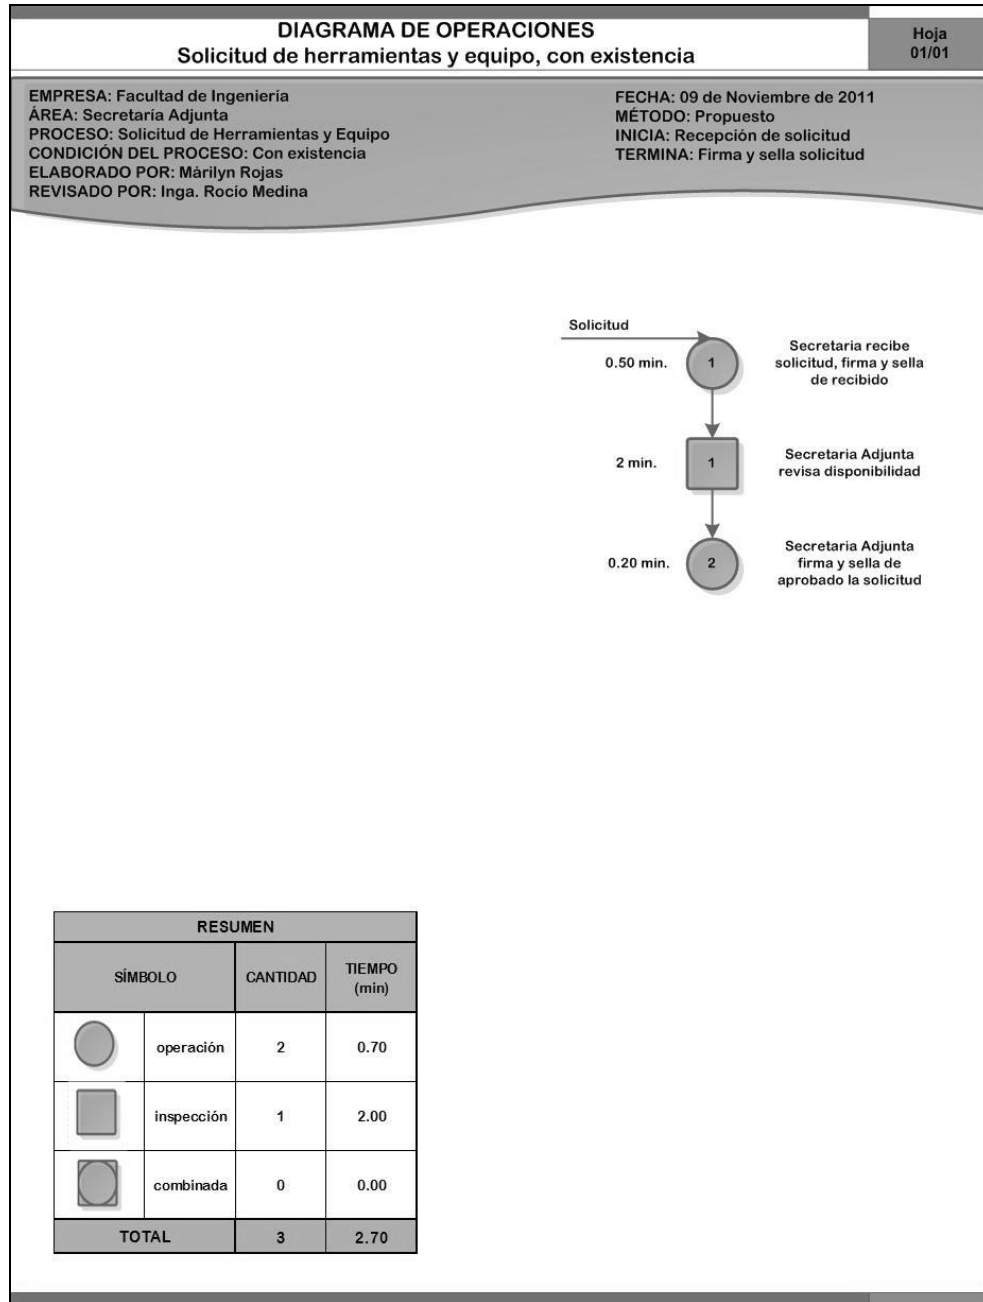 DIAGRAMA DE OPERACIONES
Solicitud de herramientas y equipo, con existencia
Hoja
01/01
EMPRESA: Facultad de Ingeniería
ÁREA: Secretaría Adjunta
PROCESO: Solicitud de Herramientas y Equipo
CONDICIÓN DEL PROCESO: Con existencia
ELABORADO POR: Márilyn Rojas
REVISADO POR: Inga. Rocío Medina
FECHA: 09 de Noviembre de 2011
MÉTODO: Propuesto
INICIA: Recepción de solicitud
TERMINA: Firma y sella solicitud
Solicitud
0.50 min.
1
Secretaria recibe
solicitud, firma y sella
de recibido
2 min.
1
Secretaria Adjunta
revisa disponibilidad
0.20 min.
2
Secretaria Adjunta
firma y sella de
aprobado la solicitud
RESUMEN
SÍMBOLO CANTIDAD TIEMPO
(min)
operación 2 0.70
inspección 1 2.00
combinada 0 0.00
TOTAL 3 2.70